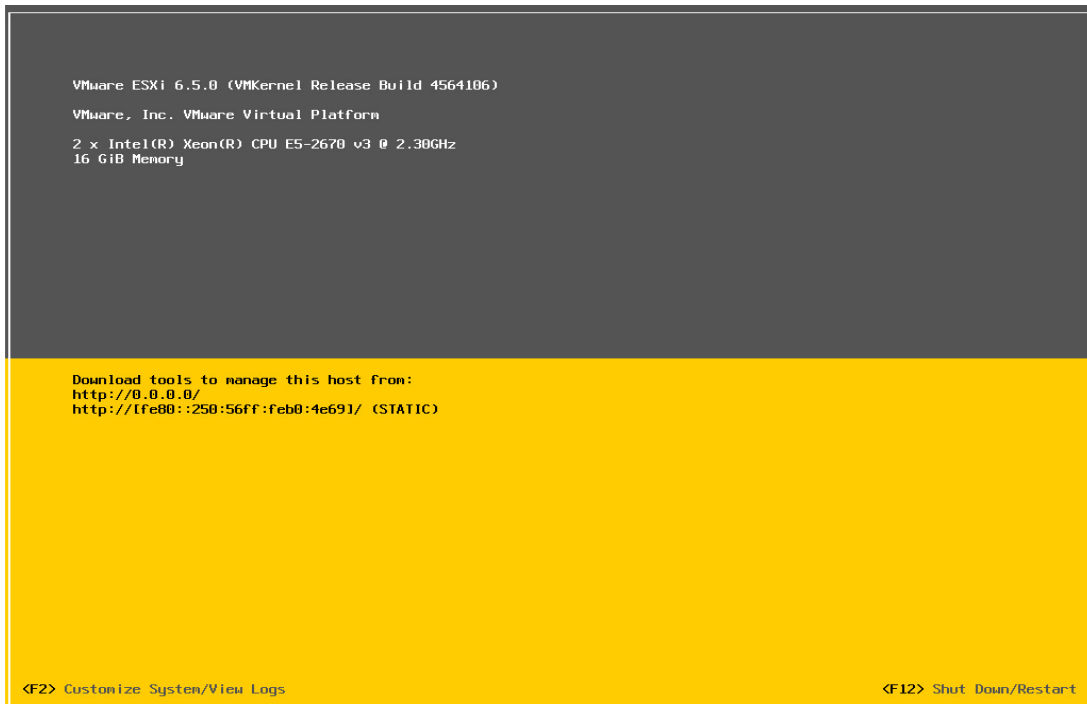 VMware ESXi 6.5.0 (VMKernel Release Build 4564106)
VMware, Inc. VMware Virtual Platform
2 x Intel(R) Xeon(R) CPU E5-2670 v3 @ 2.30GHz
16 GiB Memory
Download tools to manage this host from:
http://0.0.0.0/
http://[fe80::250:56ff:feb0:4e69]/ (STATIC)
<F2> Customize System/View Logs
<F12> Shut Down/Restart